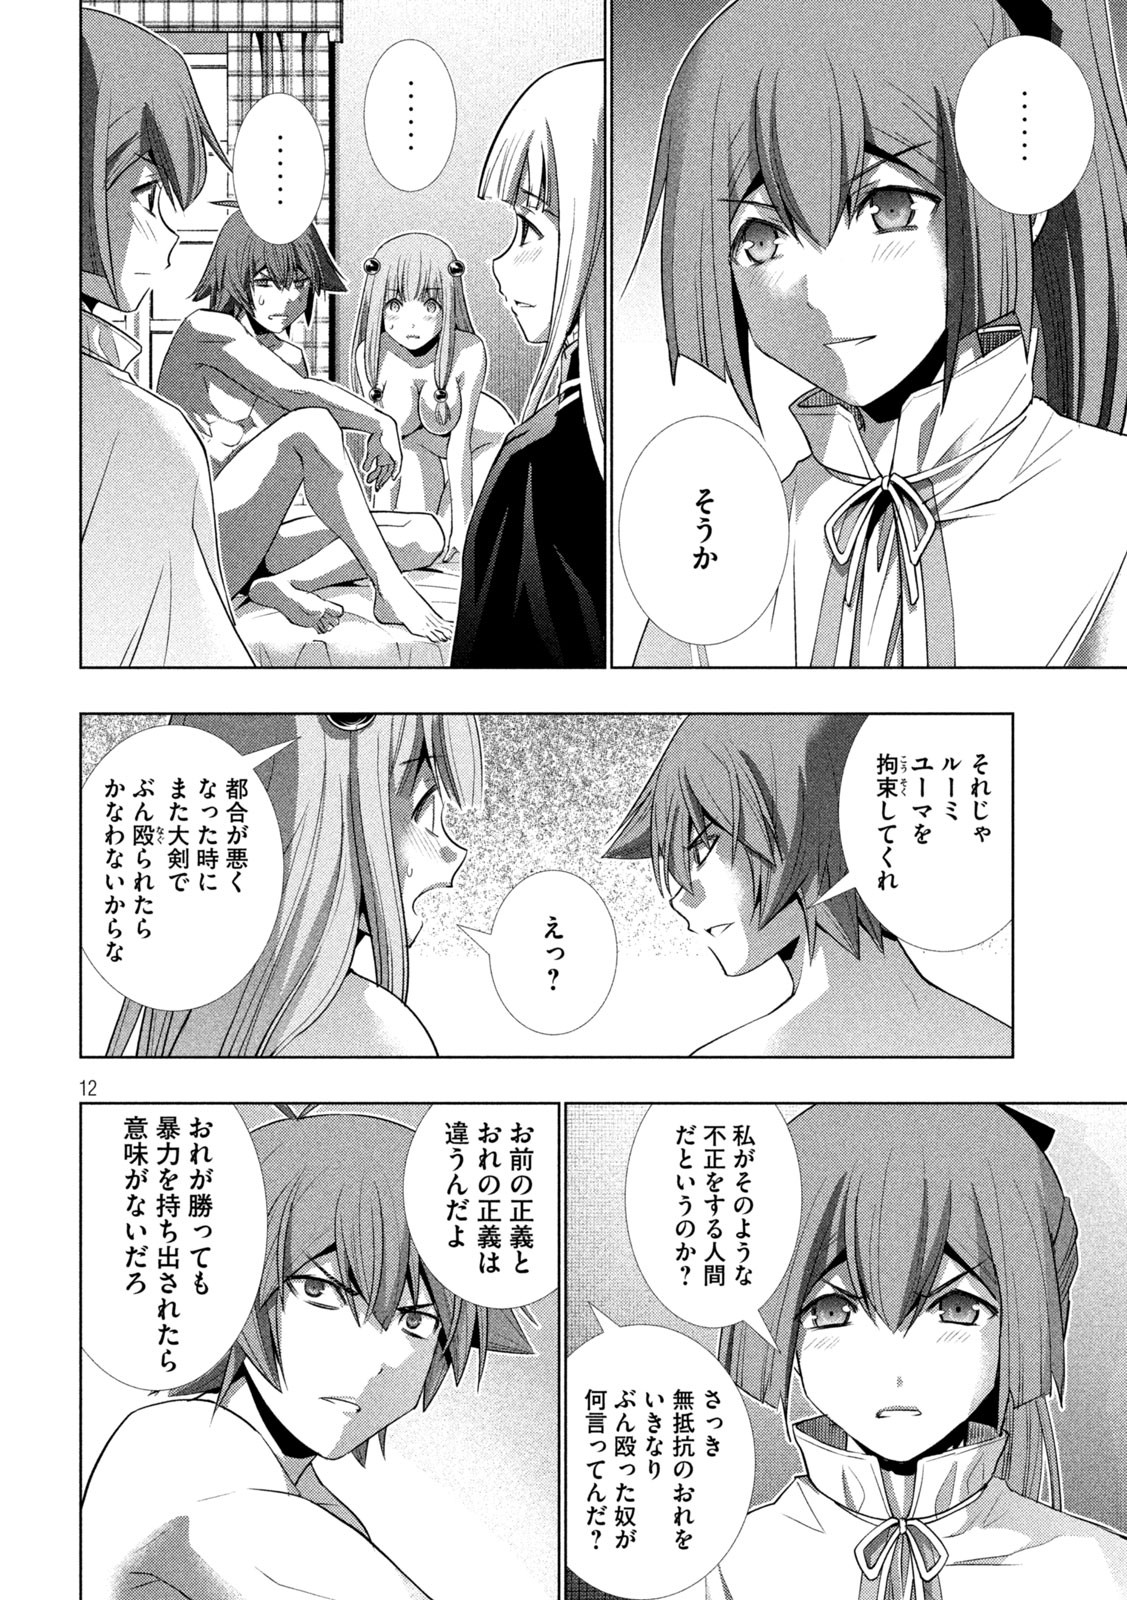 ・・・・・・
そうか
・・・・・・
・・・・・・
それじゃ
ルーミ
ユーマを
拘束してくれ
こうそく
えっ？
都合が悪く
なった時に
また大剣で
ぶん殴られたら
なぐ
かなわないからな
12
私がそのような
不正をする人間
だというのか？
さっき
無抵抗のおれを
いきなり
ぶん殴った奴が
何言ってんだ？
お前の正義と
おれの正義は
違うんだよ
おれが勝っても
暴力を持ち出されたら
意味がないだろ